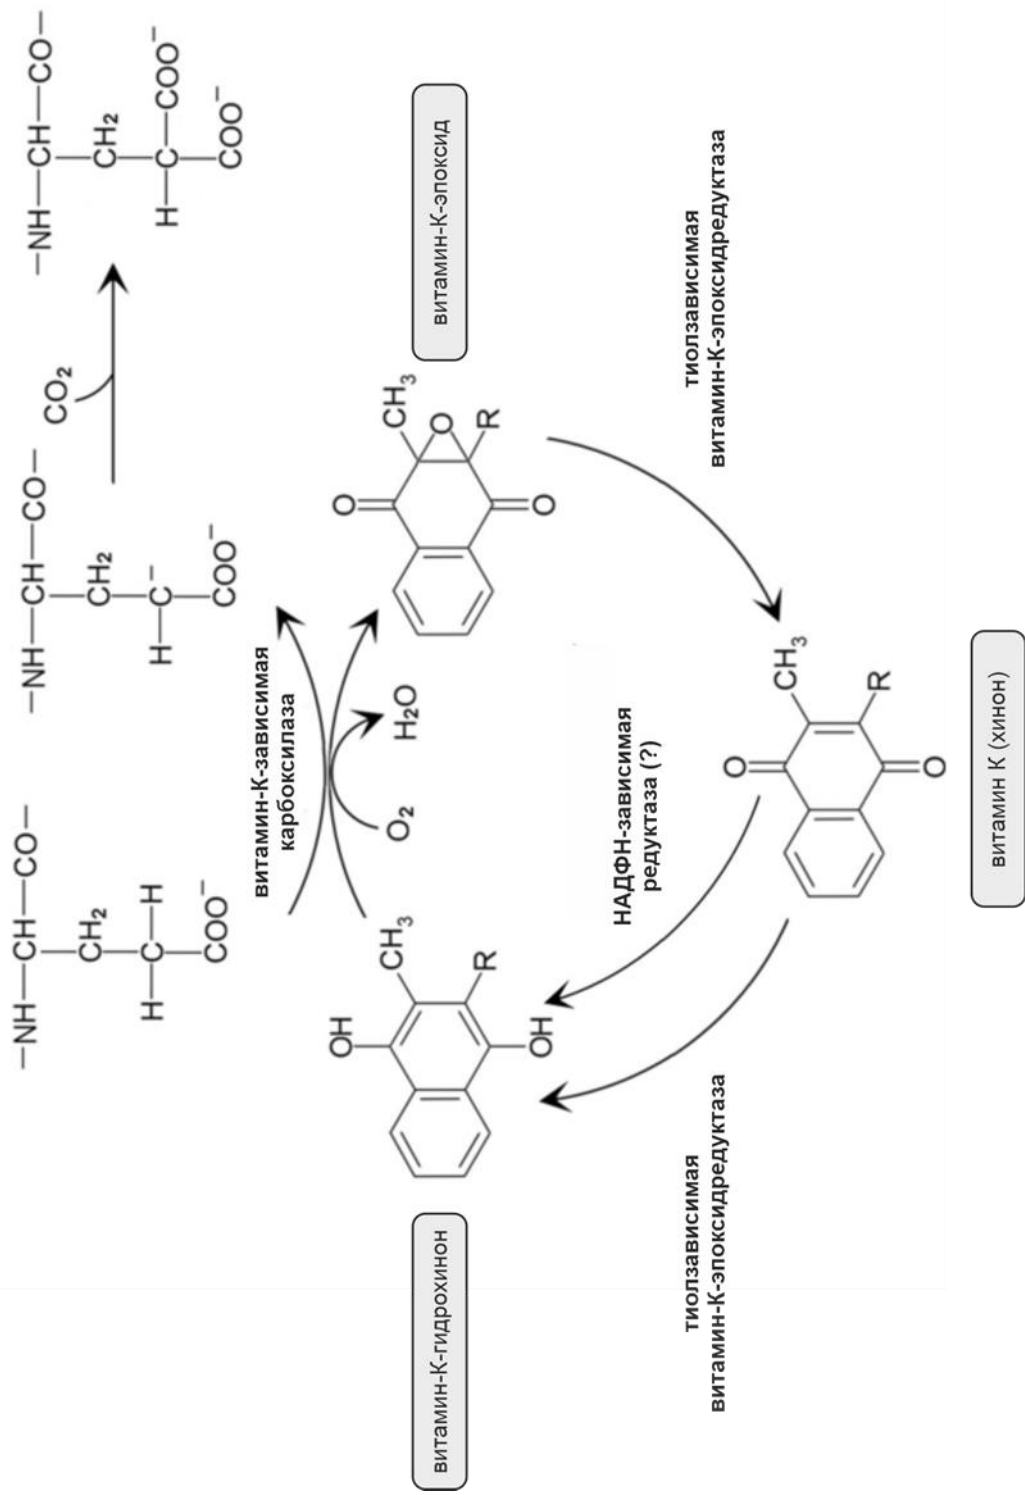 –NH–CH–CO–
CH₂
H–C–H
COO⁻
–NH–CH–CO–
CH₂
H–C⁻
COO⁻
CO₂
–NH–CH–CO–
CH₂
H–C–COO⁻
COO⁻
витамин-К-зависимая
карбоксилаза
O₂
H₂O
витамин-К-гидрохинон
OH
CH₃
R
OH
O
CH₃
O
R
O
витамин-К-эпоксид
НАДФН-зависимая
редуктаза (?)
тиолзависимая
витамин-К-эпоксидредуктаза
тиолзависимая
витамин-К-эпоксидредуктаза
O
CH₃
R
O
витамин К (хинон)